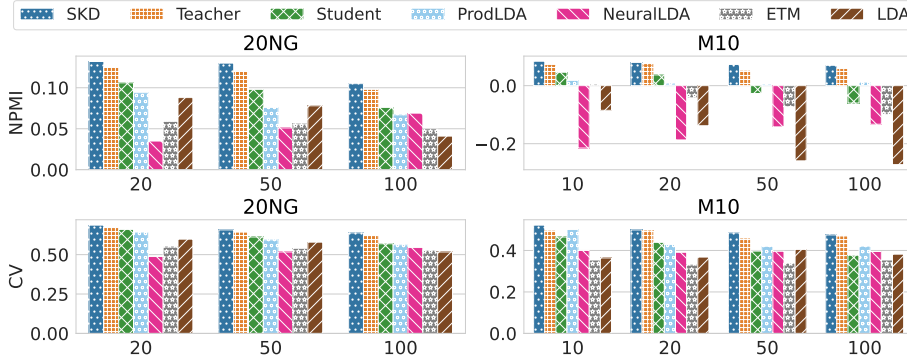 SKD Teacher Student ProdLDA NeuralLDA ETM LDA
20NG M10
NPMI
0.10
0.05
0.00
0.0
−0.2
20 50 100
10 20 50 100
20NG M10
CV
0.50
0.25
0.00
0.4
0.2
0.0
20 50 100
10 20 50 100